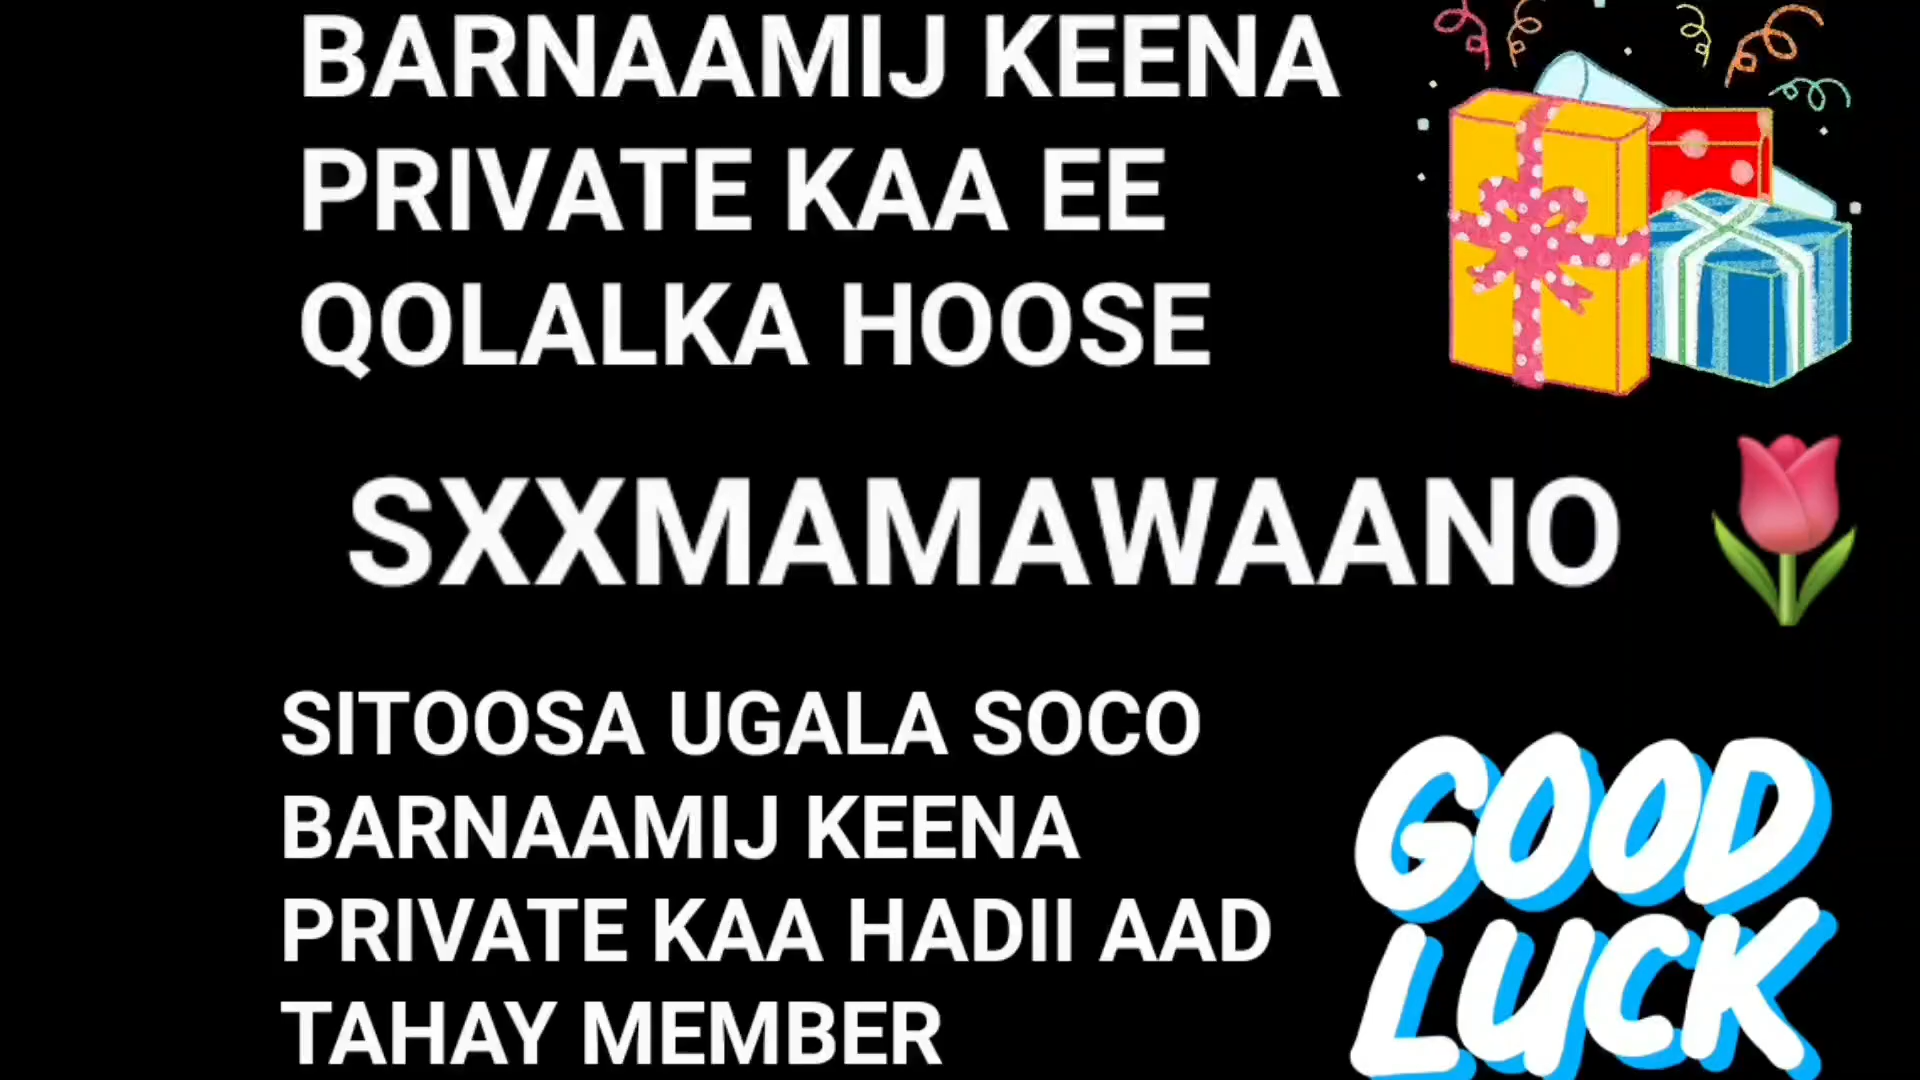 BARNAAMIJ KEENA
PRIVATE KAA EE
QOLALKA HOOSE
SXXMAMAWAANO
SITOOSA UGALA SOCO
BARNAAMIJ KEENA
PRIVATE KAA HADII AAD
TAHAY MEMBER
GOOD
LUCK